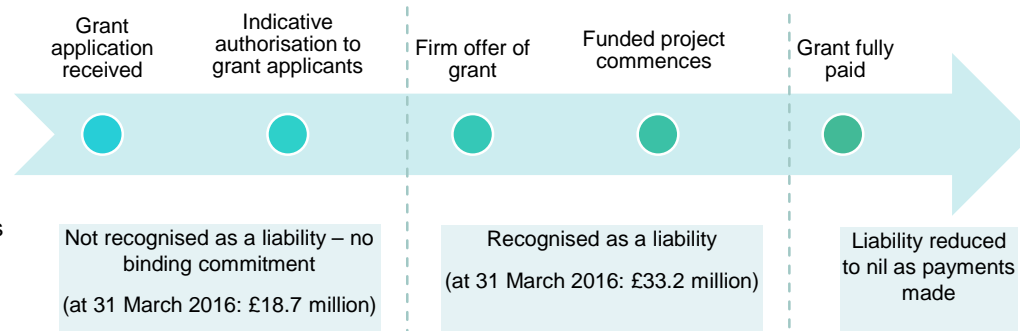 Grant
application
received
Indicative
authorisation to
grant applicants
Firm offer of
grant
Funded project
commences
Grant fully
paid
s
Not recognised as a liability – no
binding commitment
(at 31 March 2016: £18.7 million)
Recognised as a liability
(at 31 March 2016: £33.2 million)
Liability reduced
to nil as payments
made